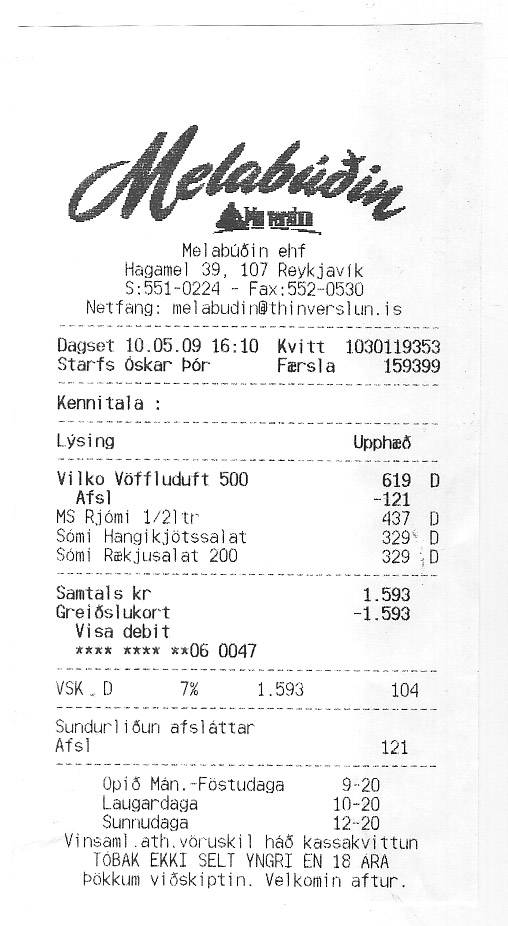 Melabúðin
Þín verslun
Melabúðin ehf
Hagamel 39, 107 Reykjavík
S:551-0224 - Fax:552-0530
Netfang: melabudin@thinverslun.is
Dagset 10.05.09 16:10 Kvitt 1030119353
Starfs Óskar Þór Færsla 159399
Kennitala :
Lýsing Upphæð
Vilko Vöffluduft 500 619 D
Afsl -121
MS Rjómi 1/2ltr 437 D
Sómi Hangikjötssalat 329 D
Sómi Rækjusalat 200 329 D
Samtals kr 1.593
Greiðslukort -1.593
Visa debit
**** **** **06 0047
VSK. D 7% 1.593 104
Sundurliðun afsláttar
Afsl 121
Opið Mán.-Föstudaga 9-20
Laugardaga 10-20
Sunnudaga 12-20
Vinsaml.ath.vöruskil háð kassakvittun
TÓBAK EKKI SELT YNGRI EN 18 ARA
Þökkum viðskiptin. Velkomin aftur.